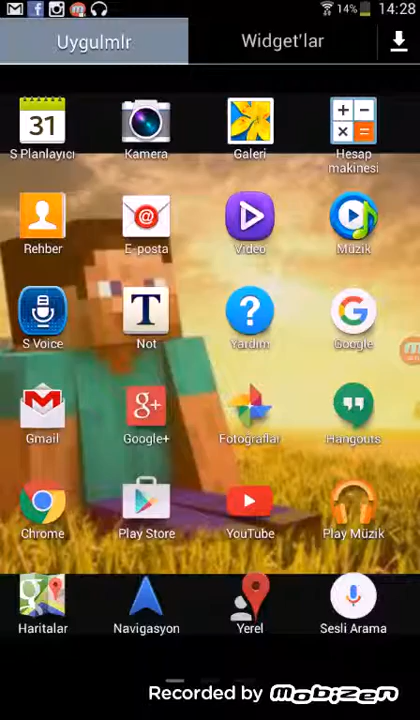 14%
14:28
Uygulmlr
Widget'lar
31
S Planlayıcı
Kamera
Galeri
Hesap
makinesi
Rehber
E-posta
Video
Müzik
S Voice
Not
Yardım
Google
Gmail
Google+
Fotoğraflar
Hangouts
Chrome
Play Store
YouTube
Play Müzik
Haritalar
Navigasyon
Yerel
Sesli Arama
Recorded by Mobizen